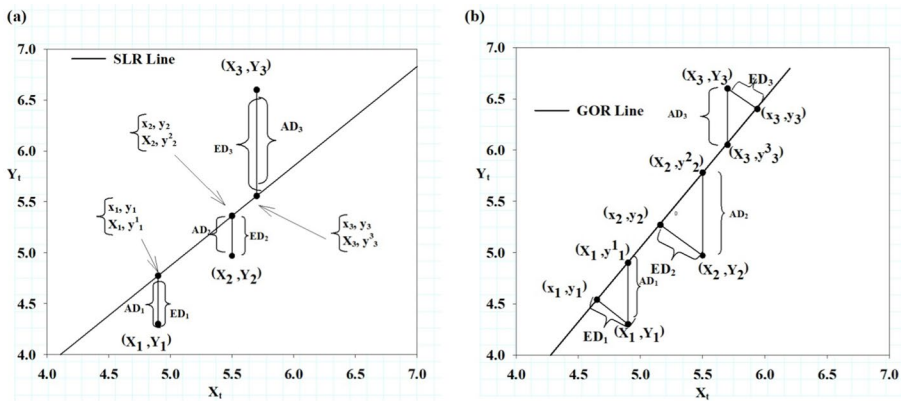 (a)
SLR Line
(X3 ,Y3)
7.0
6.5
6.0
5.5
5.0
4.5
4.0
Yt
x2, y2
X2, y²2
ED3
AD3
x1, y1
X1, y¹1
AD2
ED2
x3, y3
X3, y³3
(X2 ,Y2)
AD1
ED1
(X1 ,Y1)
4.0 4.5 5.0 5.5 6.0 6.5 7.0
Xt
(b)
GOR Line
7.0
6.5
6.0
5.5
5.0
4.5
4.0
Yt
(X3, Y3)
ED3
AD3
(x3 ,y3)
(X3 ,y³3)
(X2 ,y²2)
(x2 ,y2)
AD2
(X1 ,y¹1)
ED2
(X2 ,Y2)
(x1 ,y1)
AD1
ED1
(X1 ,Y1)
4.0 4.5 5.0 5.5 6.0 6.5 7.0
Xt